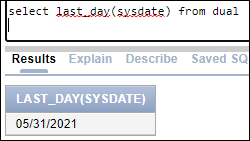 select last_day(sysdate) from dual
Results Explain Describe Saved SQ
LAST_DAY(SYSDATE)
05/31/2021